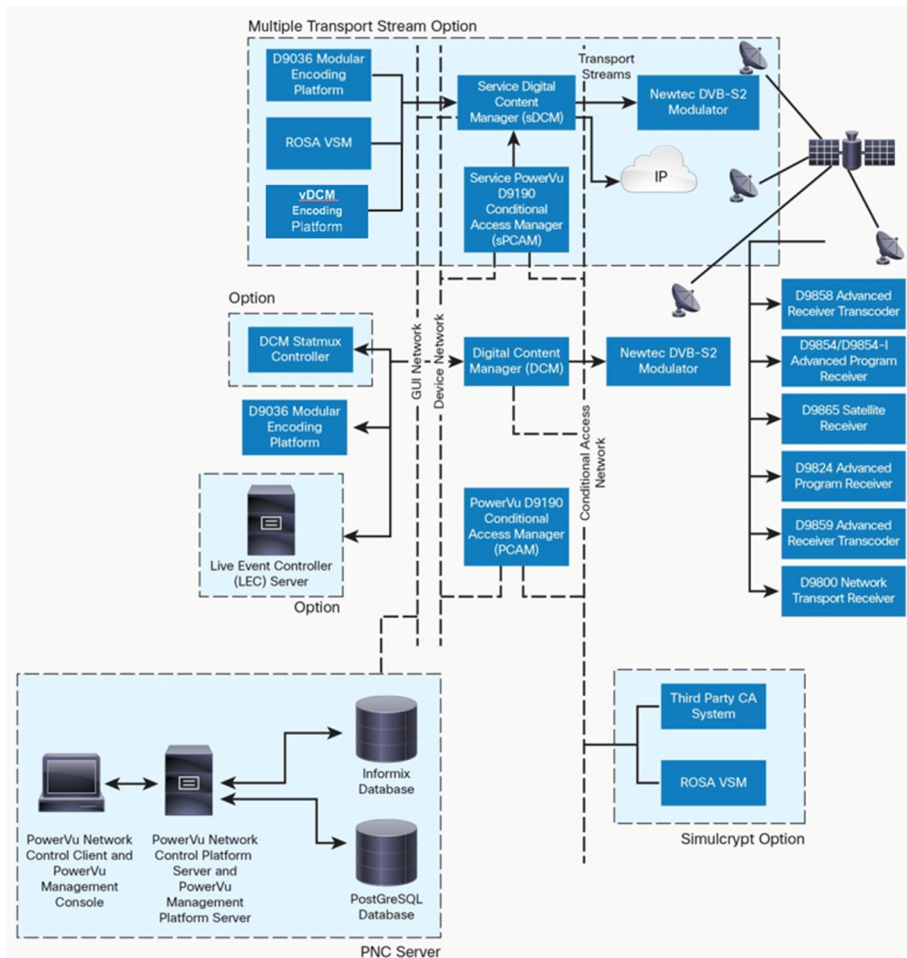 Multiple Transport Stream Option
D9036 Modular
Encoding
Platform
ROSA VSM
vDCM
Encoding
Platform
Service Digital
Content
Manager (sDCM)
Service PowerVu
D9190
Conditional
Access Manager
(sPCAM)
Transport
Streams
Newtec DVB-S2
Modulator
IP
Option
DCM Statmux
Controller
D9036 Modular
Encoding
Platform
Live Event Controller
(LEC) Server
Option
GUI Network
Device Network
Digital Content
Manager (DCM)
Newtec DVB-S2
Modulator
Conditional Access
Network
PowerVu D9190
Conditional
Access Manager
(PCAM)
D9858 Advanced
Receiver Transcoder
D9854/D9854-I
Advanced Program
Receiver
D9865 Satellite
Receiver
D9824 Advanced
Program Receiver
D9859 Advanced
Receiver Transcoder
D9800 Network
Transport Receiver
PowerVu Network
Control Client and
PowerVu
Management
Console
PowerVu Network
Control Platform
Server and
PowerVu
Management
Platform Server
Informix
Database
PostGreSQL
Database
PNC Server
Third Party CA
System
ROSA VSM
Simulcrypt Option